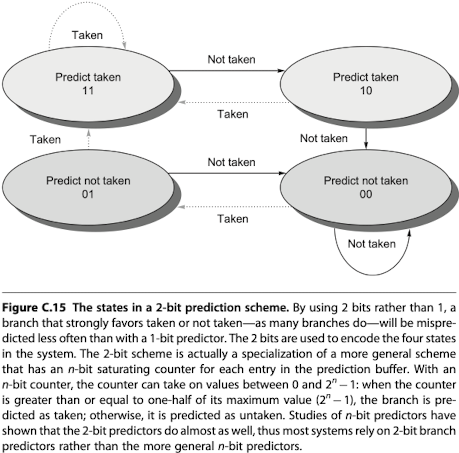 Taken
Not taken
Predict taken
11
Predict taken
10
Taken
Taken
Not taken
Not taken
Predict not taken
01
Predict not taken
00
Taken
Not taken
Figure C.15 The states in a 2-bit prediction scheme. By using 2 bits rather than 1, a
branch that strongly favors taken or not taken—as many branches do—will be mispre-
dicted less often than with a 1-bit predictor. The 2 bits are used to encode the four states
in the system. The 2-bit scheme is actually a specialization of a more general scheme
that has an n-bit saturating counter for each entry in the prediction buffer. With an
n-bit counter, the counter can take on values between 0 and 2ⁿ − 1: when the counter
is greater than or equal to one-half of its maximum value (2ⁿ − 1), the branch is pre-
dicted as taken; otherwise, it is predicted as untaken. Studies of n-bit predictors have
shown that the 2-bit predictors do almost as well, thus most systems rely on 2-bit branch
predictors rather than the more general n-bit predictors.